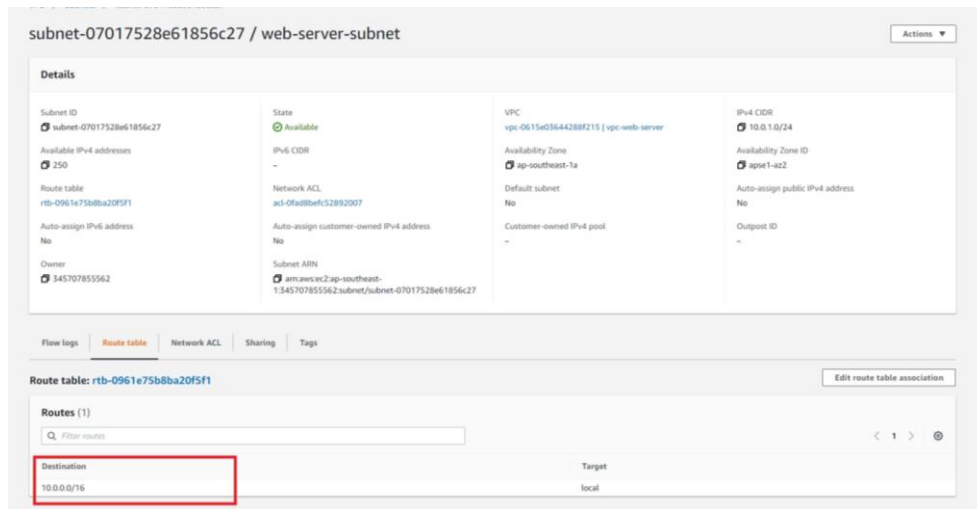 subnet-07017528e61856c27 / web-server-subnet
Actions ▼
Details
Subnet ID
subnet-07017528e61856c27
State
Available
VPC
vpc-0615e03644288f215 | vpc-web-server
IPv4 CIDR
10.0.1.0/24
Available IPv4 addresses
250
IPv6 CIDR
–
Availability Zone
ap-southeast-1a
Availability Zone ID
apse1-az2
Route table
rtb-0961e75b8ba20f5f1
Network ACL
acl-0fad8befc52892007
Default subnet
No
Auto-assign public IPv4 address
No
Auto-assign IPv6 address
No
Auto-assign customer-owned IPv4 address
No
Customer-owned IPv4 pool
–
Outpost ID
–
Owner
345707855562
Subnet ARN
arn:aws:ec2:ap-southeast-
1:345707855562:subnet/subnet-07017528e61856c27
Flow logs
Route table
Network ACL
Sharing
Tags
Route table: rtb-0961e75b8ba20f5f1
Edit route table association
Routes (1)
Filter routes
< 1 >
Destination
Target
10.0.0.0/16
local